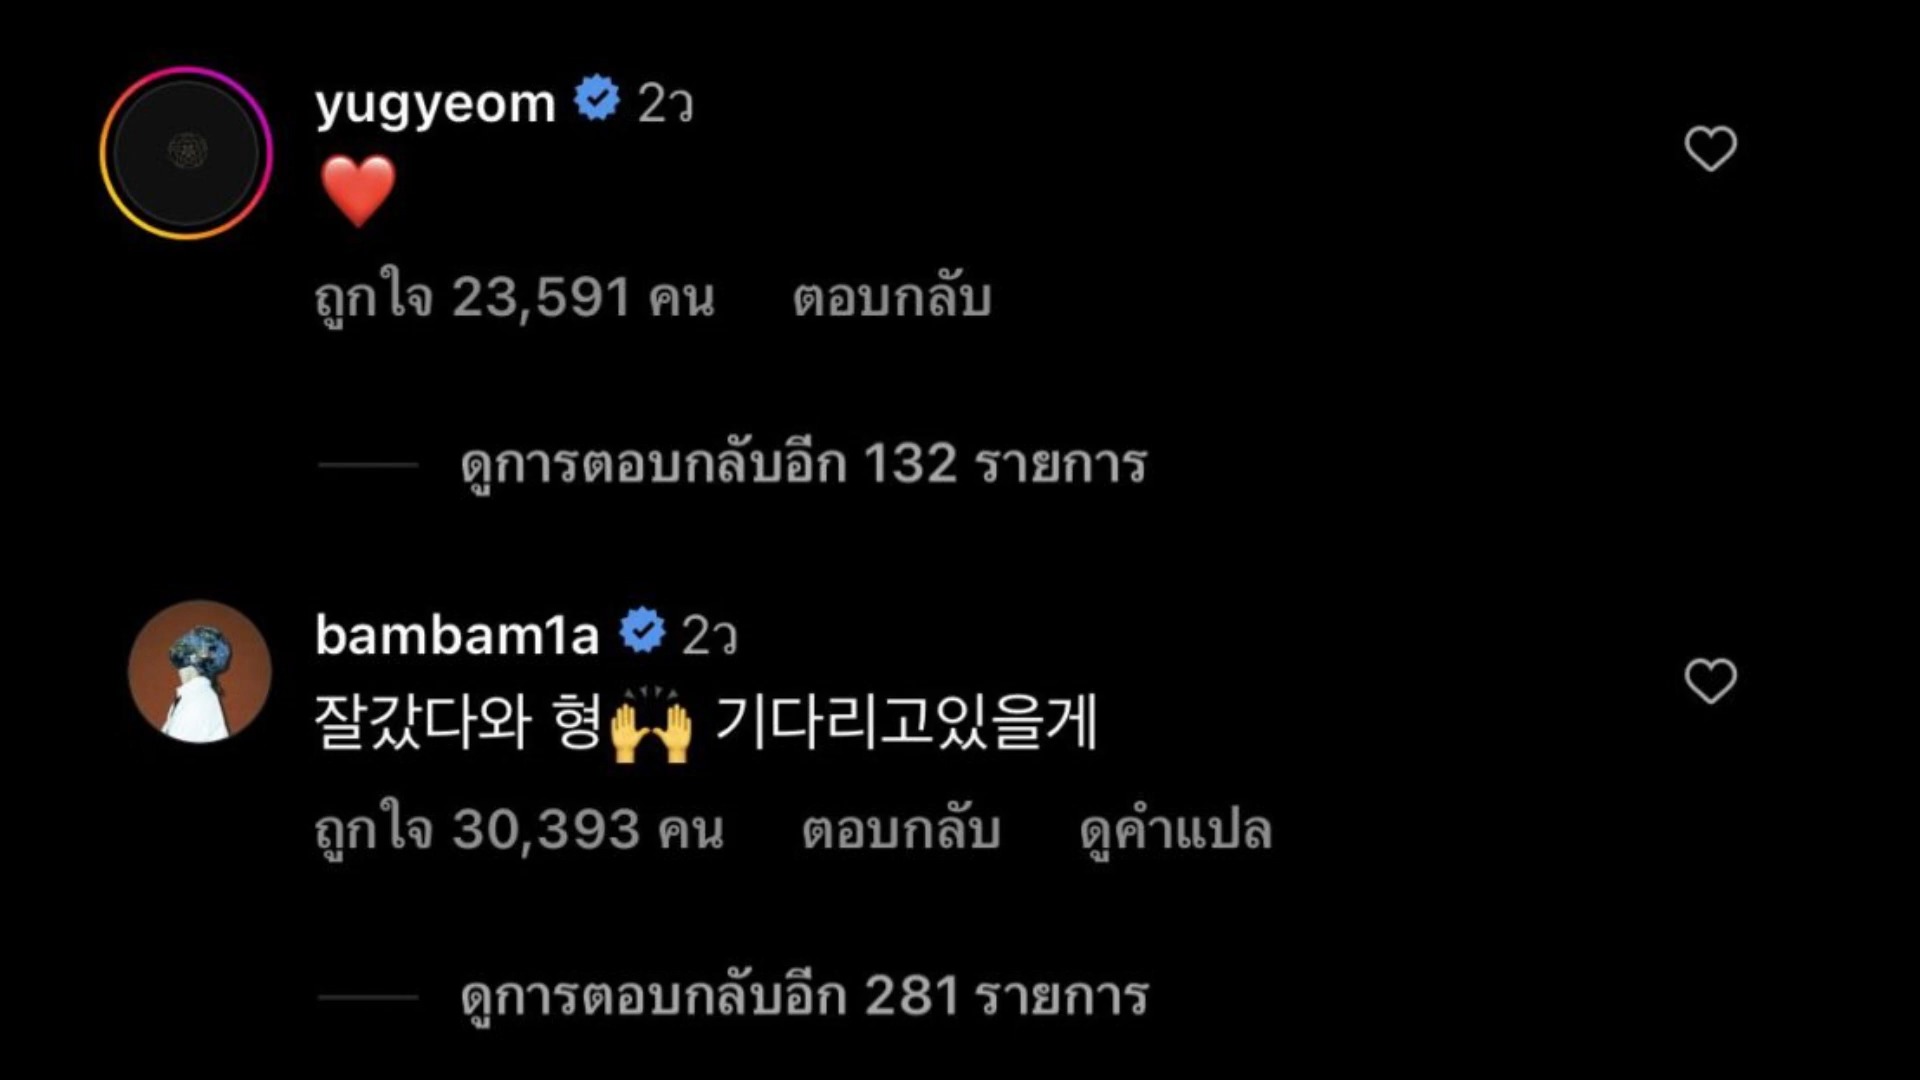 yugyeom 2ว
❤️
ถูกใจ 23,591 คน ตอบกลับ
ดูการตอบกลับอีก 132 รายการ
bambam1a 2ว
잘갔다와 형🙌 기다리고있을게
ถูกใจ 30,393 คน ตอบกลับ ดูคำแปล
ดูการตอบกลับอีก 281 รายการ